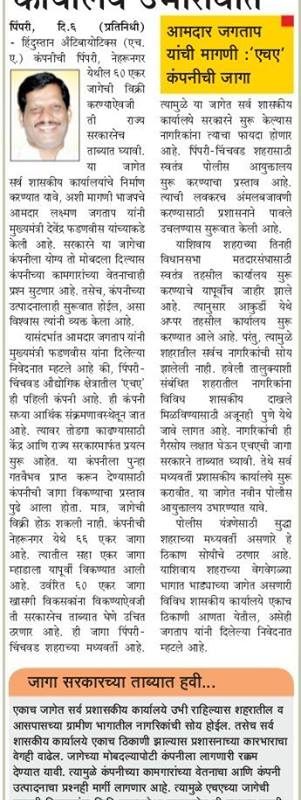 कार्यालय उभारावीत
आमदार जगताप
यांची मागणी :'एचए'
कंपनीची जागा
पिंपरी, दि.६ (प्रतिनिधी)
- हिंदुस्तान अँटिबायोटिक्स (एच.
ए.) कंपनीची पिंपरी, नेहरूनगर
येथील ६० एकर
जागेची विक्री
करण्याऐवजी
ती राज्य
सरकारनेच
ताब्यात घ्यावी.
या जागेत
सर्व शासकीय कार्यालयांचे निर्माण
करण्यात यावे, अशी मागणी भाजपचे
आमदार लक्ष्मण जगताप यांनी
मुख्यमंत्री देवेंद्र फडणवीस यांच्याकडे
केली आहे. सरकारने या जागेचा
कंपनीला योग्य तो मोबदला दिल्यास
कंपनीच्या कामगारांच्या वेतनाचाही
प्रश्न सुटणार आहे. तसेच, कंपनीच्या
उत्पादनालाही सुरूवात होईल, असा
विश्वास त्यांनी व्यक्त केला आहे.
यासंदर्भात आमदार जगताप यांनी
मुख्यमंत्री फडणवीस यांना दिलेल्या
निवेदनात म्हटले आहे की, पिंपरी-
चिंचवड औद्योगिक क्षेत्रातील 'एचए'
ही पहिली कंपनी आहे. ही कंपनी
सध्या आर्थिक संक्रमणावस्थेतून जात
आहे. त्यावर तोडगा काढण्यासाठी
केंद्र आणि राज्य सरकारमार्फत प्रयत्न
सुरू आहेत. या कंपनीला पुन्हा
गतवैभव प्राप्त करून देण्यासाठी
कंपनीची जागा विकण्याचा प्रस्ताव
पुढे आला होता. मात्र, जागेची
विक्री होऊ शकली नाही. कंपनीची
नेहरूनगर येथे ६६ एकर जागा
आहे. त्यातील सहा एकर जागा
म्हाडाला यापूर्वी विकण्यात आली
आहे. उर्वरित ६० एकर जागा
खासगी विकसकांना विकण्याऐवजी
ती सरकारनेच ताब्यात घेणे उचित
ठरणार आहे. ही जागा पिंपरी-
चिंचवड शहराच्या मध्यवर्ती आहे.
त्यामुळे या जागेत सर्व शासकीय
कार्यालये सरकारने सुरू केल्यास
नागरिकांना त्याचा फायदा होणार
आहे. पिंपरी-चिंचवड शहरासाठी
स्वतंत्र पोलीस आयुक्तालय
सुरू करण्याचा प्रस्ताव आहे.
त्याची लवकरच अंमलबजावणी
करण्यासाठी प्रशासनाने पावले
उचलण्यास सुरूवात केली आहे.
याशिवाय शहराच्या तिन्ही
विधानसभा मतदारसंघासाठी
स्वतंत्र तहसील कार्यालय सुरू
करण्याचे यापूर्वीच जाहीर झाले
आहे. त्यानुसार आकुर्डी येथे
अप्पर तहसील कार्यालय सुरू
करण्यात आले आहे. परंतु, त्यामुळे
शहरातील सर्वच नागरिकांची सोय
झालेली नाही. हवेली तालुक्याशी
संबंधित शहरातील नागरिकांना
विविध शासकीय दाखले
मिळविण्यासाठी अजूनही पुणे येथे
जावे लागत आहे. नागरिकांची ही
गैरसोय लक्षात घेऊन एचएची जागा
सरकारने ताब्यात घ्यावी. तेथे सर्व
मध्यवर्ती प्रशासकीय कार्यालये सुरू
करावीत. या जागेत नवीन पोलीस
आयुक्तालय उभारण्यात यावे.
पोलीस यंत्रणेसाठी सुद्धा
शहराच्या मध्यवर्ती असणारे हे
ठिकाण सोयीचे ठरणार आहे.
याशिवाय शहराच्या वेगवेगळ्या
भागात भाड्याच्या जागेत असणारी
विविध शासकीय कार्यालये एकाच
ठिकाणी आणता येतील, असेही
जगताप यांनी दिलेल्या निवेदनात
म्हटले आहे.
जागा सरकारच्या ताब्यात हवी...
एकाच जागेत सर्व प्रशासकीय कार्यालये उभी राहिल्यास शहरातील व
आसपासच्या ग्रामीण भागातील नागरिकांची सोय होईल. तसेच सर्व
शासकीय कार्यालये एकाच ठिकाणी झाल्यास प्रशासनाच्या कारभाराचा
वेगही वाढेल. जागेच्या मोबदल्यापोटी कंपनीला लागणारी रक्कम
देण्यात यावी. त्यामुळे कंपनीच्या कामगारांच्या वेतनाचा आणि कंपनी
उत्पादनाचा प्रश्नही मार्गी लागणार आहे. त्यामुळे एचएच्या जागेची